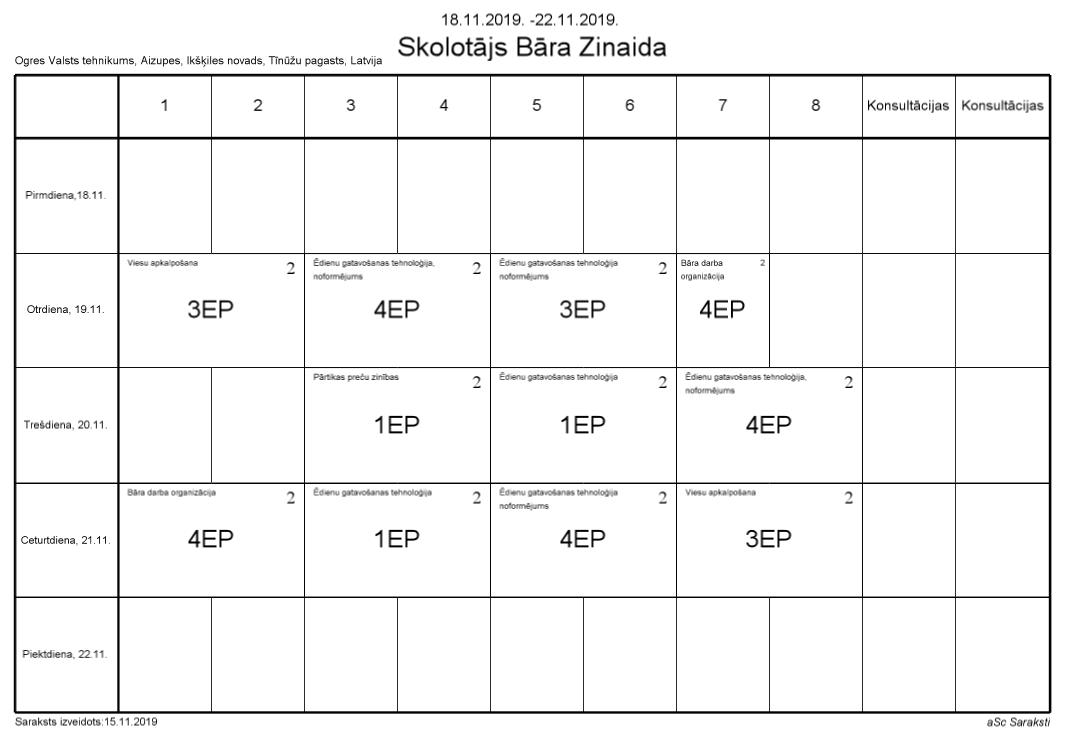 18.11.2019. -22.11.2019.
Skolotājs Bāra Zinaida
Ogres Valsts tehnikums, Aizupes, Ikšķiles novads, Tīnūžu pagasts, Latvija
1 2 3 4 5 6 7 8 Konsultācijas Konsultācijas
Pirmdiena,18.11.
Otrdiena, 19.11.
Viesu apkalpošana 2
3EP
Ēdienu gatavošanas tehnoloģija, 2
noformējums
4EP
Ēdienu gatavošanas tehnoloģija 2
noformējums
3EP
Bāra darba 2
organizācija
4EP
Trešdiena, 20.11.
Pārtikas preču zinības 2
1EP
Ēdienu gatavošanas tehnoloģija 2
1EP
Ēdienu gatavošanas tehnoloģija, 2
noformējums
4EP
Ceturtdiena, 21.11.
Bāra darba organizācija 2
4EP
Ēdienu gatavošanas tehnoloģija 2
1EP
Ēdienu gatavošanas tehnoloģija 2
noformējums
4EP
Viesu apkalpošana 2
3EP
Piektdiena, 22.11.
Saraksts izveidots:15.11.2019
aSc Saraksti